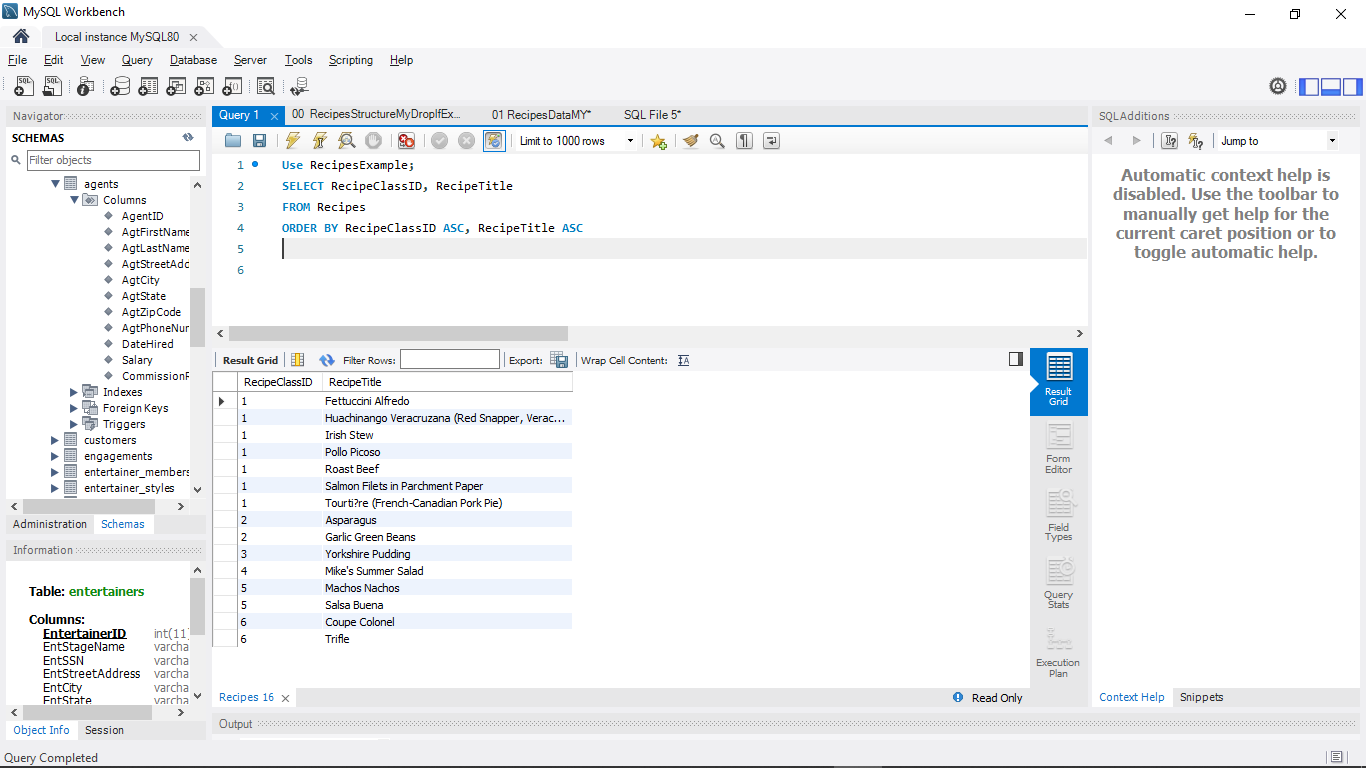 MySQL Workbench
Local instance MySQL80
File Edit View Query Database Server Tools Scripting Help
Navigator
SCHEMAS
Filter objects
agents
Columns
AgentID
AgtFirstName
AgtLastName
AgtStreetAdd
AgtCity
AgtState
AgtZipCode
AgtPhoneNur
DateHired
Salary
CommissionF
Indexes
Foreign Keys
Triggers
customers
engagements
entertainer_members
entertainer_styles
Administration Schemas
Information
Table: entertainers
Columns:
EntertainerID int(11)
EntStageName varcha
EntSSN varcha
EntStreetAddress varcha
EntCity varcha
EntState varcha
Object Info Session
Query Completed
Query 1 00 RecipesStructureMyDropIfEx... 01 RecipesDataMY* SQL File 5*
Limit to 1000 rows
1 Use RecipesExample;
2 SELECT RecipeClassID, RecipeTitle
3 FROM Recipes
4 ORDER BY RecipeClassID ASC, RecipeTitle ASC
5
6
Result Grid Filter Rows: Export: Wrap Cell Content:
RecipeClassID RecipeTitle
1 Fettuccini Alfredo
1 Huachinango Veracruzana (Red Snapper, Verac...
1 Irish Stew
1 Pollo Picoso
1 Roast Beef
1 Salmon Filets in Parchment Paper
1 Tourti?re (French-Canadian Pork Pie)
2 Asparagus
2 Garlic Green Beans
3 Yorkshire Pudding
4 Mike's Summer Salad
5 Machos Nachos
5 Salsa Buena
6 Coupe Colonel
6 Trifle
Result
Grid
Form
Editor
Field
Types
Query
Stats
Execution
Plan
Recipes 16
Read Only
Output
SQLAdditions
Jump to
Automatic context help is
disabled. Use the toolbar to
manually get help for the
current caret position or to
toggle automatic help.
Context Help Snippets